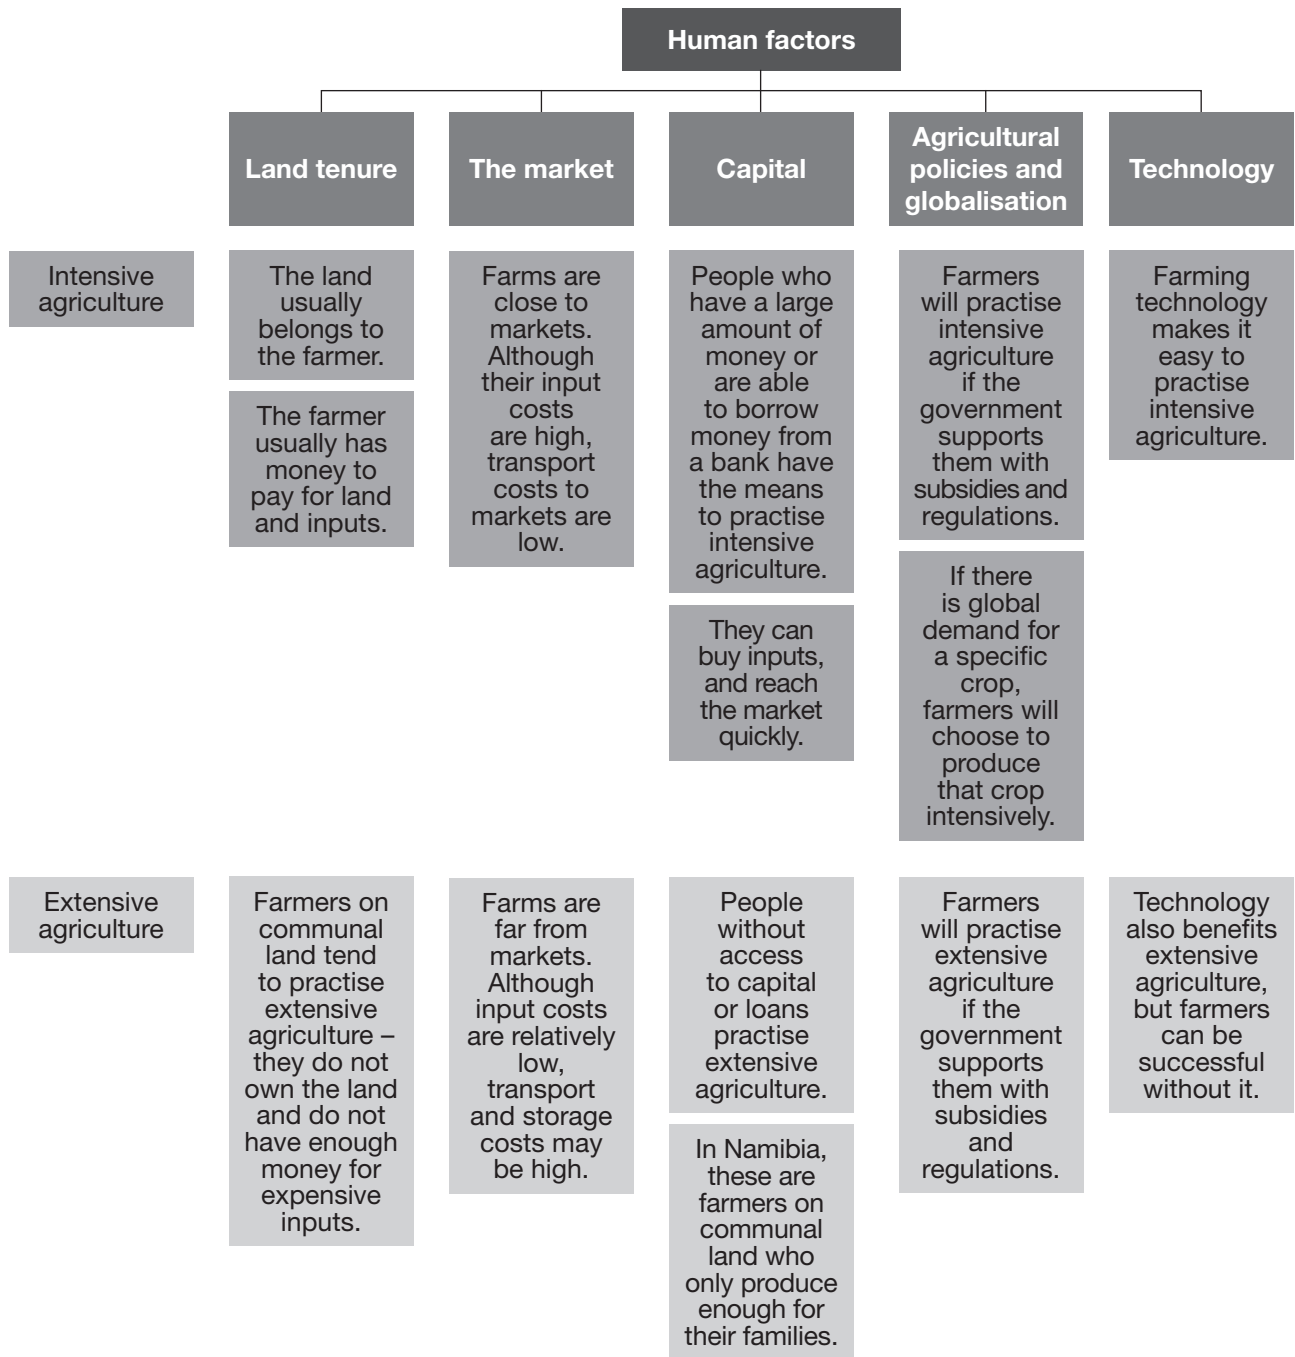 Human factors
Land tenure
The market
Capital
Agricultural
policies and
globalisation
Technology
Intensive
agriculture
The land
usually
belongs to
the farmer.
The farmer
usually has
money to
pay for land
and inputs.
Farms are
close to
markets.
Although
their input
costs
are high,
transport
costs to
markets are
low.
People who
have a large
amount of
money or
are able
to borrow
money from
a bank have
the means
to practise
intensive
agriculture.
They can
buy inputs,
and reach
the market
quickly.
Farmers
will practise
intensive
agriculture
if the
government
supports
them with
subsidies and
regulations.
If there
is global
demand for
a specific
crop,
farmers will
choose to
produce
that crop
intensively.
Farming
technology
makes it
easy to
practise
intensive
agriculture.
Extensive
agriculture
Farmers on
communal
land tend
to practise
extensive
agriculture –
they do not
own the land
and do not
have enough
money for
expensive
inputs.
Farms are
far from
markets.
Although
input costs
are relatively
low,
transport
and storage
costs may
be high.
People
without
access
to capital
or loans
practise
extensive
agriculture.
In Namibia,
these are
farmers on
communal
land who
only produce
enough for
their families.
Farmers
will practise
extensive
agriculture
if the
government
supports
them with
subsidies
and
regulations.
Technology
also benefits
extensive
agriculture,
but farmers
can be
successful
without it.